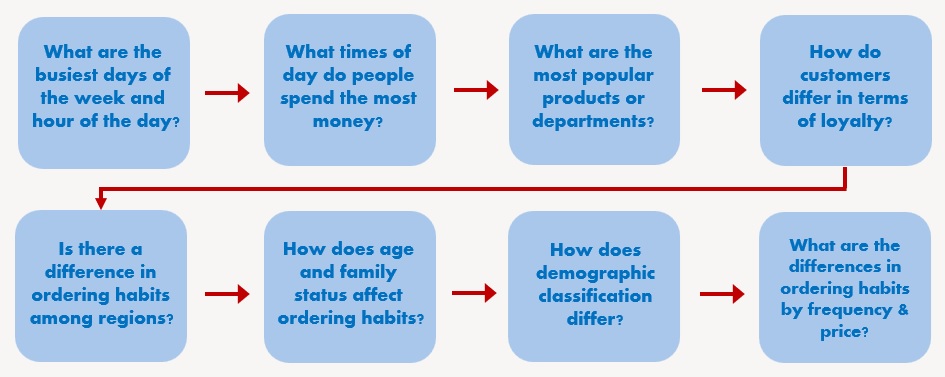 What are the
busiest days of
the week and
hour of the day?
What times of
day do people
spend the most
money?
What are the
most popular
products or
departments?
How do
customers
differ in terms
of loyalty?
Is there a
difference in
ordering habits
among regions?
How does age
and family
status affect
ordering habits?
How does
demographic
classification
differ?
What are the
differences in
ordering habits
by frequency &
price?